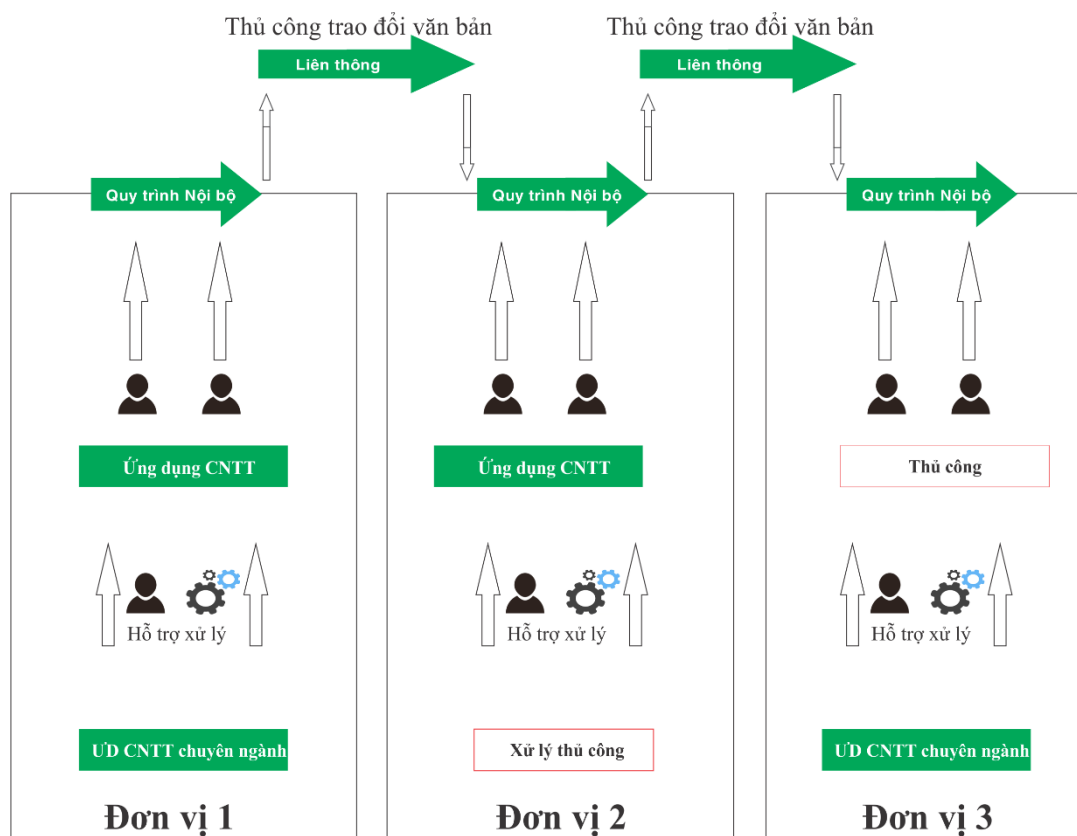 Thủ công trao đổi văn bản
Thủ công trao đổi văn bản
Liên thông
Liên thông
Quy trình Nội bộ
Quy trình Nội bộ
Quy trình Nội bộ
Ứng dụng CNTT
Ứng dụng CNTT
Thủ công
Hỗ trợ xử lý
Hỗ trợ xử lý
Hỗ trợ xử lý
ƯD CNTT chuyên ngành
Xử lý thủ công
ƯD CNTT chuyên ngành
Đơn vị 1
Đơn vị 2
Đơn vị 3